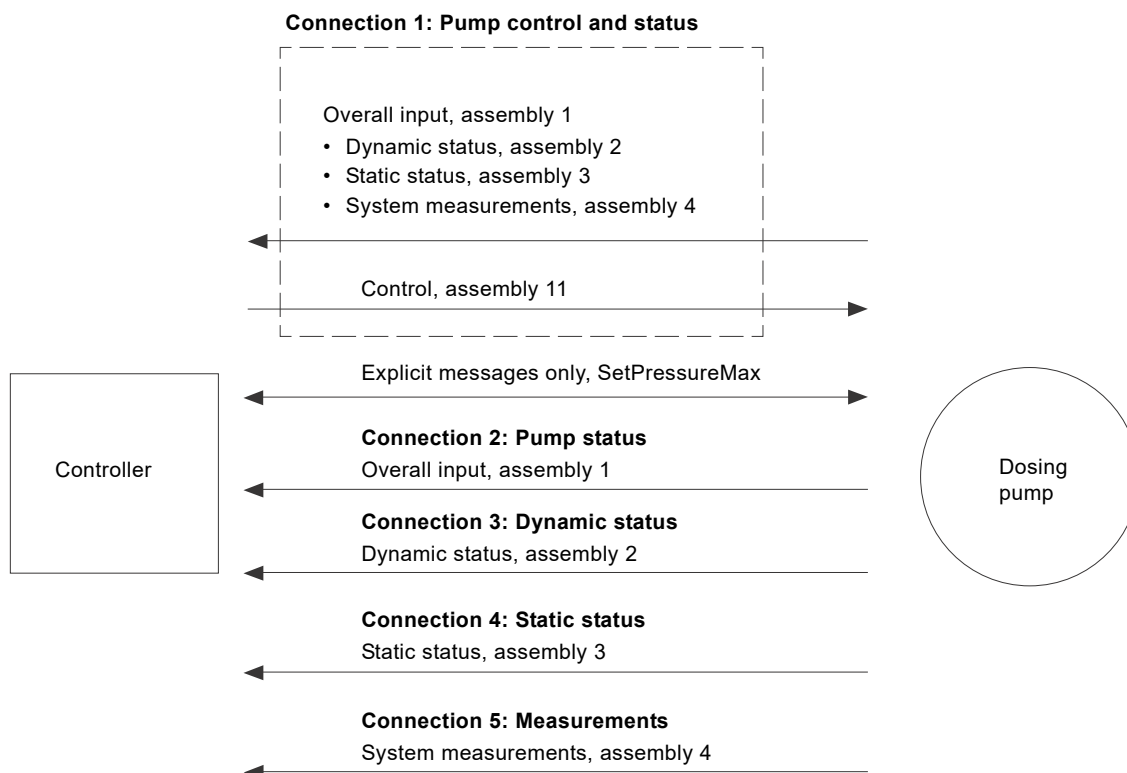 Connection 1: Pump control and status
Overall input, assembly 1
• Dynamic status, assembly 2
• Static status, assembly 3
• System measurements, assembly 4
Control, assembly 11
Explicit messages only, SetPressureMax
Controller
Connection 2: Pump status
Overall input, assembly 1
Dosing
pump
Connection 3: Dynamic status
Dynamic status, assembly 2
Connection 4: Static status
Static status, assembly 3
Connection 5: Measurements
System measurements, assembly 4